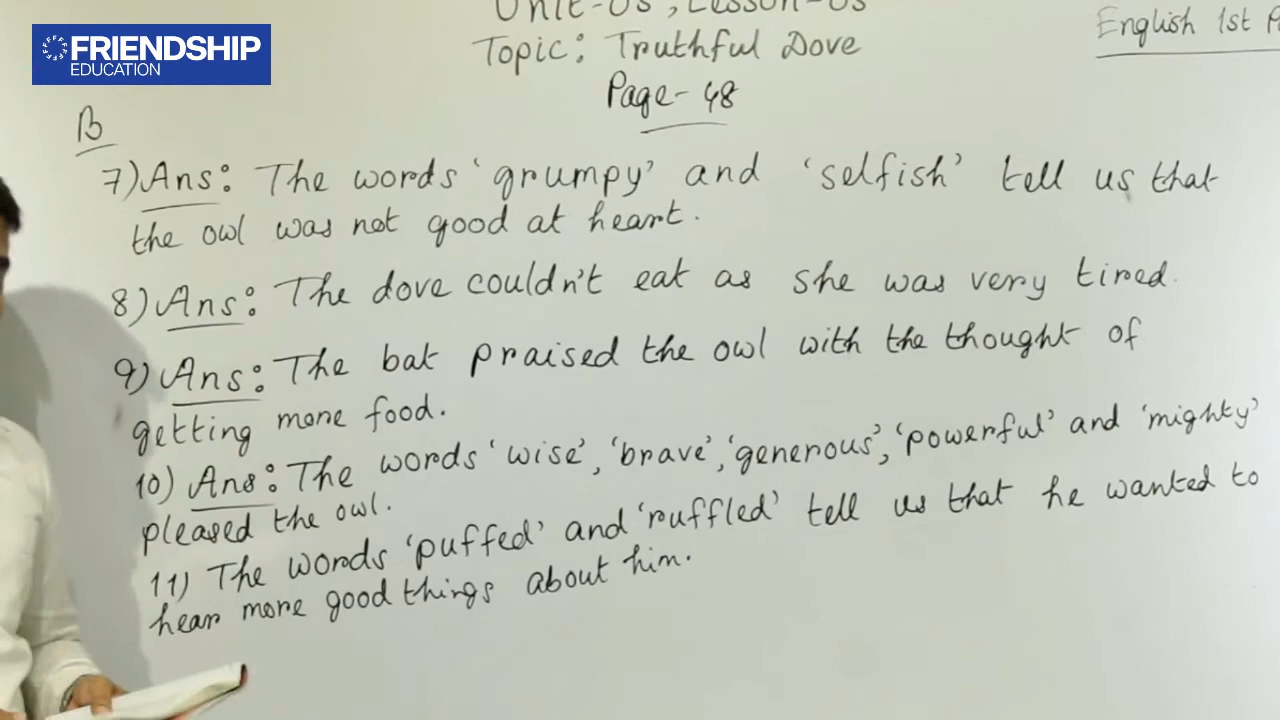 FRIENDSHIP
EDUCATION
Unit-03, Lesson-03
Topic: Truthful Dove
English 1st P
Page-48
B
7) Ans: The words 'grumpy' and 'selfish' tell us that
the owl was not good at heart.
8) Ans: The dove couldn't eat as she was very tired.
9) Ans: The bat praised the owl with the thought of
getting more food.
10) Ans: The words 'wise', 'brave', 'generous', 'powerful' and 'mighty'
pleased the owl.
11) The words 'puffed' and 'ruffled' tell us that he wanted to
hear more good things about him.